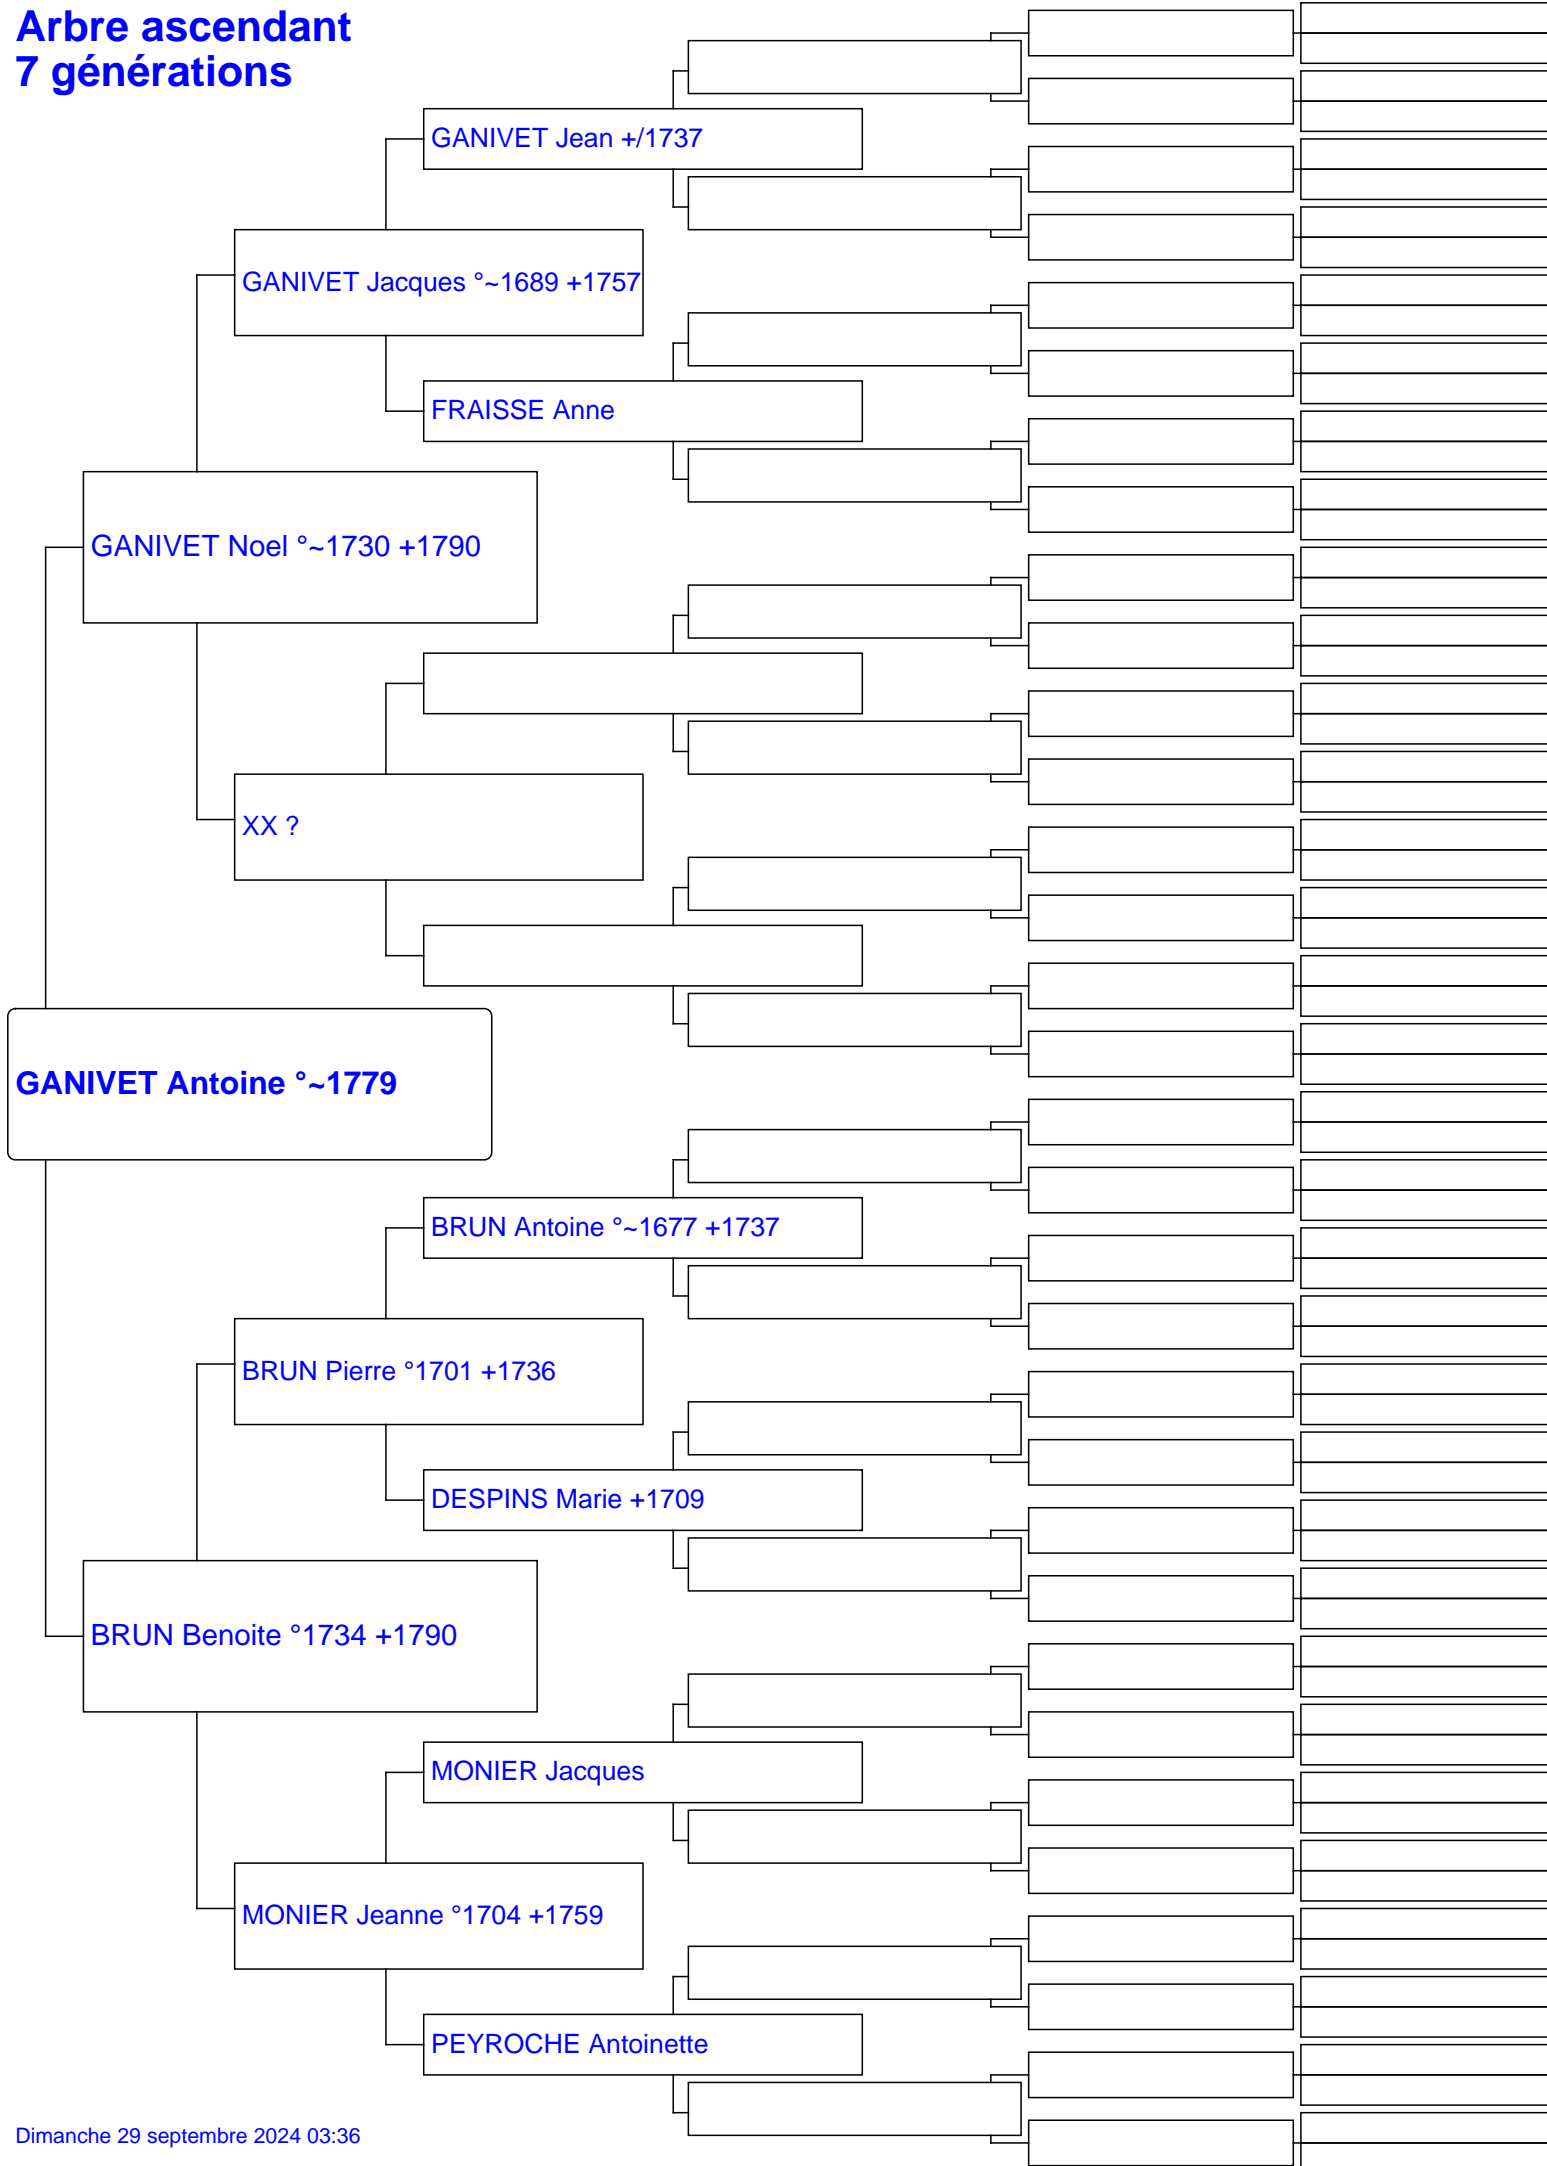 Arbre ascendant
7 générations
GANIVET Jean +/1737
GANIVET Jacques °~1689 +1757
FRAISSE Anne
GANIVET Noel °~1730 +1790
XX ?
GANIVET Antoine °~1779
BRUN Antoine °~1677 +1737
BRUN Pierre °1701 +1736
DESPINS Marie +1709
BRUN Benoite °1734 +1790
MONIER Jacques
MONIER Jeanne °1704 +1759
PEYROCHE Antoinette
Dimanche 29 septembre 2024 03:36